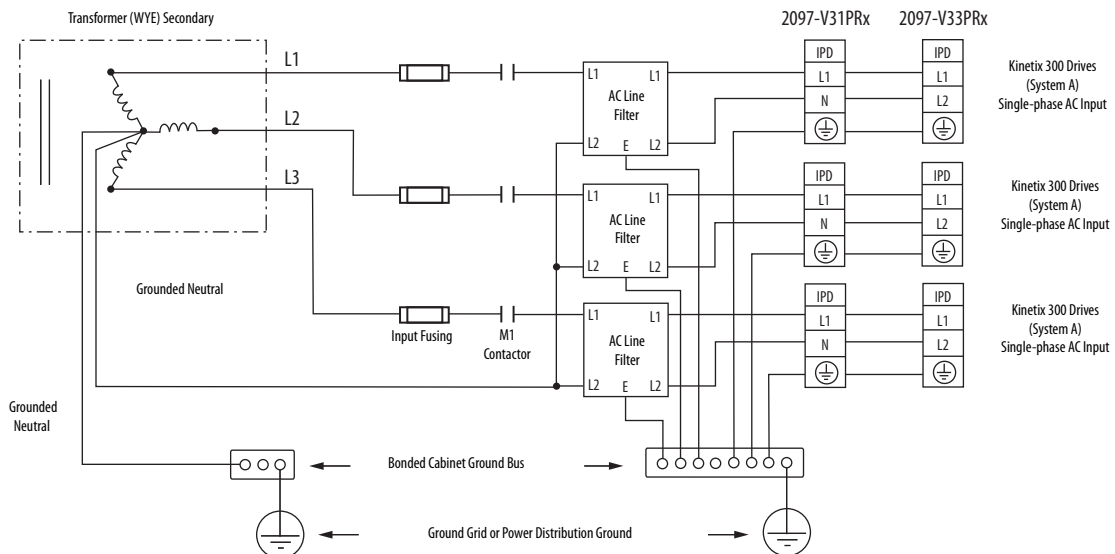 Transformer (WYE) Secondary
2097-V31PRx
2097-V33PRx
L1
L2
L3
L1
L1
AC Line
Filter
E
L2
L2
IPD
L1
N
IPD
L1
L2
Kinetix 300 Drives
(System A)
Single-phase AC Input
L1
L1
AC Line
Filter
L2
E
L2
IPD
L1
N
IPD
L1
L2
Kinetix 300 Drives
(System A)
Single-phase AC Input
Grounded Neutral
Input Fusing
M1
Contactor
L1
L1
AC Line
Filter
L2
E
L2
IPD
L1
N
IPD
L1
L2
Kinetix 300 Drives
(System A)
Single-phase AC Input
Grounded
Neutral
Bonded Cabinet Ground Bus
Ground Grid or Power Distribution Ground